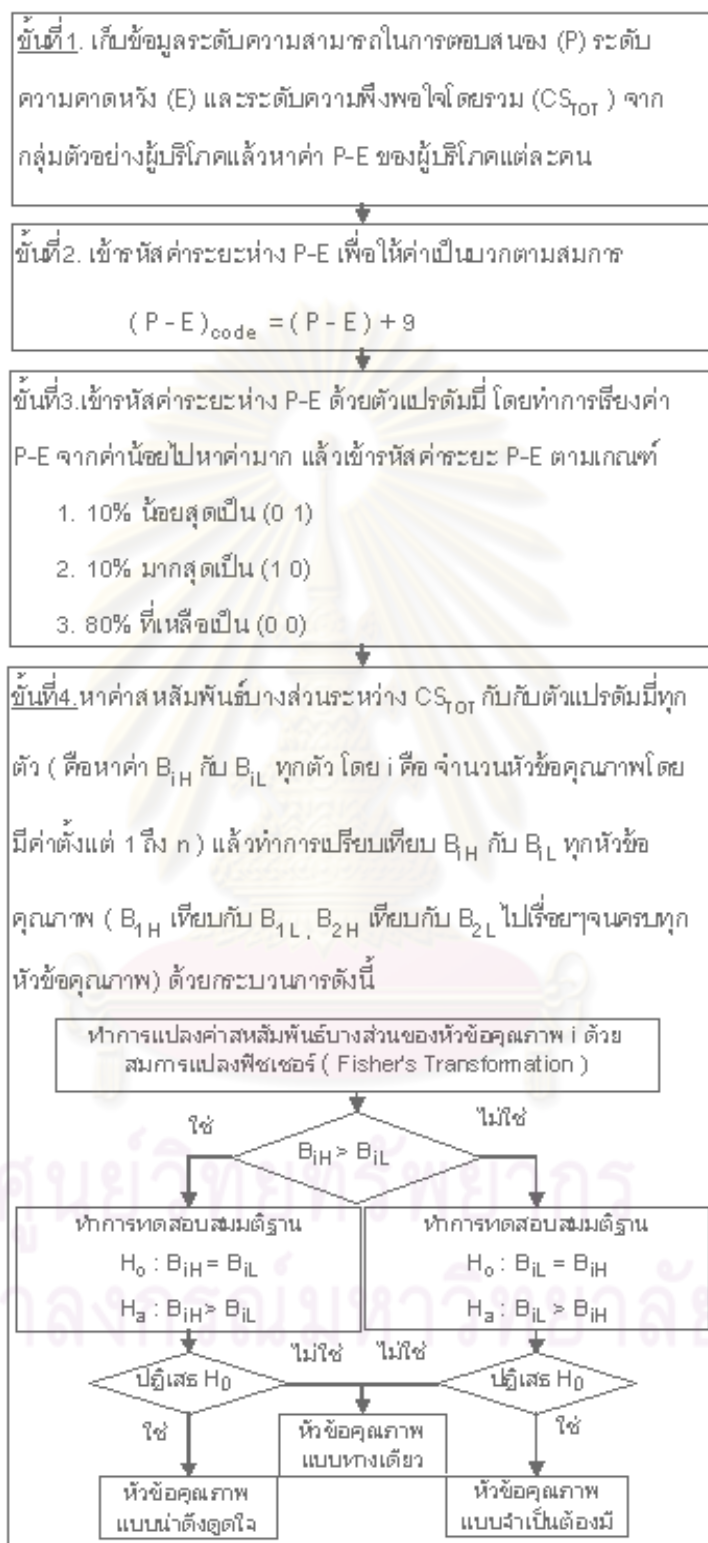 ขั้นที่1. เก็บข้อมูลระดับความสามารถในการตอบสนอง (P) ระดับ
ความคาดหวัง (E) และระดับความพึงพอใจโดยรวม (CS_TOT ) จาก
กลุ่มตัวอย่างผู้บริโภคแล้วหาค่า P-E ของผู้บริโภคแต่ละคน
ขั้นที่2. เข้ารหัสค่าระยะห่าง P-E เพื่อให้ค่าเป็นบวกตามสมการ
( P - E )_code = ( P - E ) + 9
ขั้นที่3.เข้ารหัสค่าระยะห่าง P-E ด้วยตัวแปรดัมมี่ โดยทำการเรียงค่า
P-E จากค่าน้อยไปหาค่ามาก แล้วเข้ารหัสค่าระยะ P-E ตามเกณฑ์
1. 10% น้อยสุดเป็น (0 1)
2. 10% มากสุดเป็น (1 0)
3. 80% ที่เหลือเป็น (0 0)
ขั้นที่4.หาค่าสหสัมพันธ์บางส่วนระหว่าง CS_TOT กับกับตัวแปรดัมมี่ทุก
ตัว ( คือหาค่า B_iH กับ B_iL ทุกตัว โดย i คือ จำนวนหัวข้อคุณภาพโดย
มีค่าตั้งแต่ 1 ถึง n ) แล้วทำการเปรียบเทียบ B_iH กับ B_iL ทุกหัวข้อ
คุณภาพ ( B_1H เทียบกับ B_1L , B_2H เทียบกับ B_2L ไปเรื่อยๆจนครบทุก
หัวข้อคุณภาพ) ด้วยกระบวนการดังนี้
ทำการแปลงค่าสหสัมพันธ์บางส่วนของหัวข้อคุณภาพ i ด้วย
สมการแปลงฟิชเชอร์ ( Fisher's Transformation )
ใช่ ไม่ใช่
B_iH > B_iL
ทำการทดสอบสมมติฐาน
H_o : B_iH = B_iL
H_a : B_iH > B_iL
ทำการทดสอบสมมติฐาน
H_o : B_iL = B_iH
H_a : B_iL > B_iH
ไม่ใช่ ไม่ใช่
ปฏิเสธ H_0
ปฏิเสธ H_0
ใช่
ใช่
หัวข้อคุณภาพ
แบบทางเดียว
หัวข้อคุณภาพ
แบบน่าดึงดูดใจ
หัวข้อคุณภาพ
แบบจำเป็นต้องมี
ศูนย์วิทยทรัพยากร
าลงกรณ์มหาวิทยาลัย